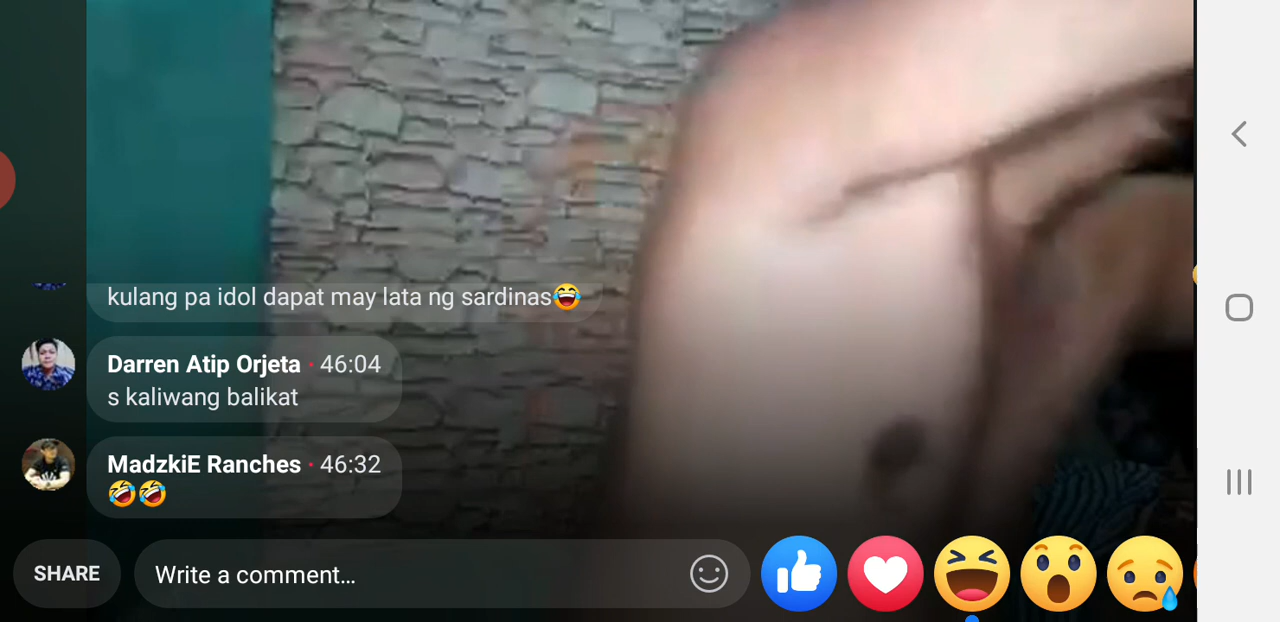 kulang pa idol dapat may lata ng sardinas😂
Darren Atip Orjeta • 46:04
s kaliwang balikat
MadzkiE Ranches • 46:32
🤣🤣
SHARE
Write a comment...